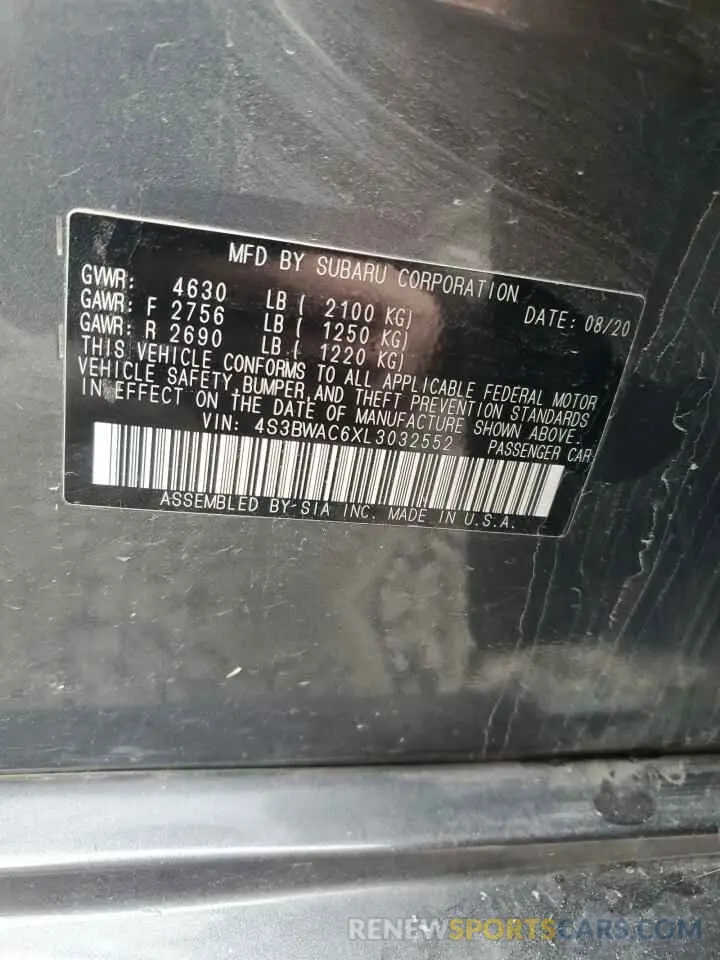 MFD BY SUBARU CORPORATION
GVWR: 4630 LB ( 2100 KG) DATE: 08/20
GAWR: F 2756 LB ( 1250 KG)
GAWR: R 2690 LB ( 1220 KG)
THIS VEHICLE CONFORMS TO ALL APPLICABLE FEDERAL MOTOR
VEHICLE SAFETY, BUMPER, AND THEFT PREVENTION STANDARDS
IN EFFECT ON THE DATE OF MANUFACTURE SHOWN ABOVE.
VIN: 4S3BWAC6XL3032552 PASSENGER CAR
ASSEMBLED BY SIA INC. MADE IN U.S.A.
RENEWSPORTSCARS.COM